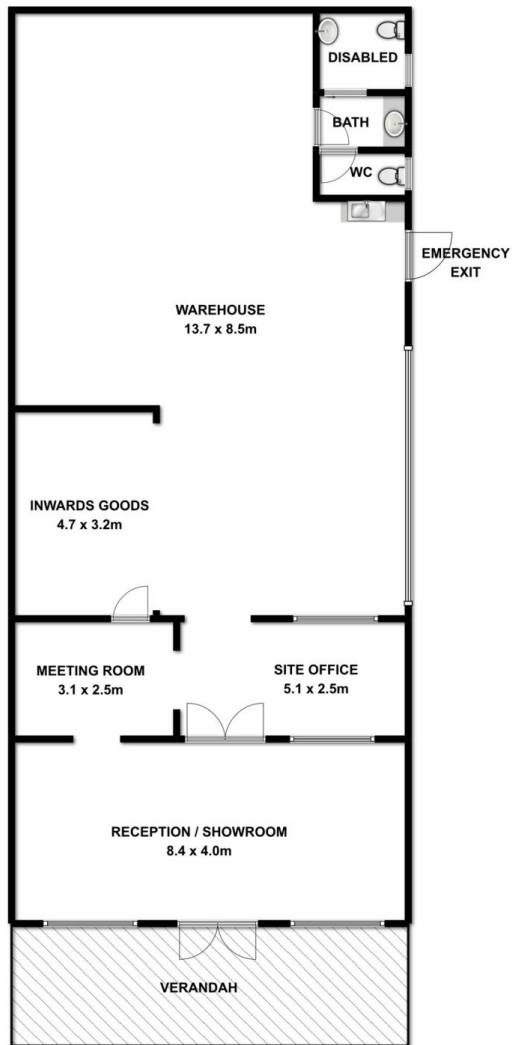 DISABLED
BATH
WC
EMERGENCY
EXIT
WAREHOUSE
13.7 x 8.5m
INWARDS GOODS
4.7 x 3.2m
MEETING ROOM
3.1 x 2.5m
SITE OFFICE
5.1 x 2.5m
RECEPTION / SHOWROOM
8.4 x 4.0m
VERANDAH